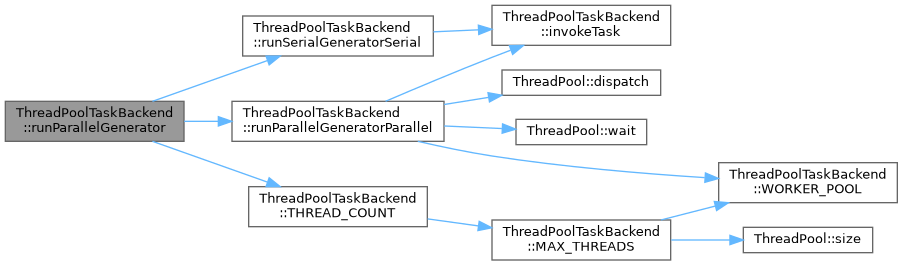 ThreadPoolTaskBackend
::runParallelGenerator
ThreadPoolTaskBackend
::runSerialGeneratorSerial
ThreadPoolTaskBackend
::runParallelGeneratorParallel
ThreadPoolTaskBackend
::THREAD_COUNT
ThreadPoolTaskBackend
::invokeTask
ThreadPool::dispatch
ThreadPool::wait
ThreadPoolTaskBackend
::MAX_THREADS
ThreadPoolTaskBackend
::WORKER_POOL
ThreadPool::size